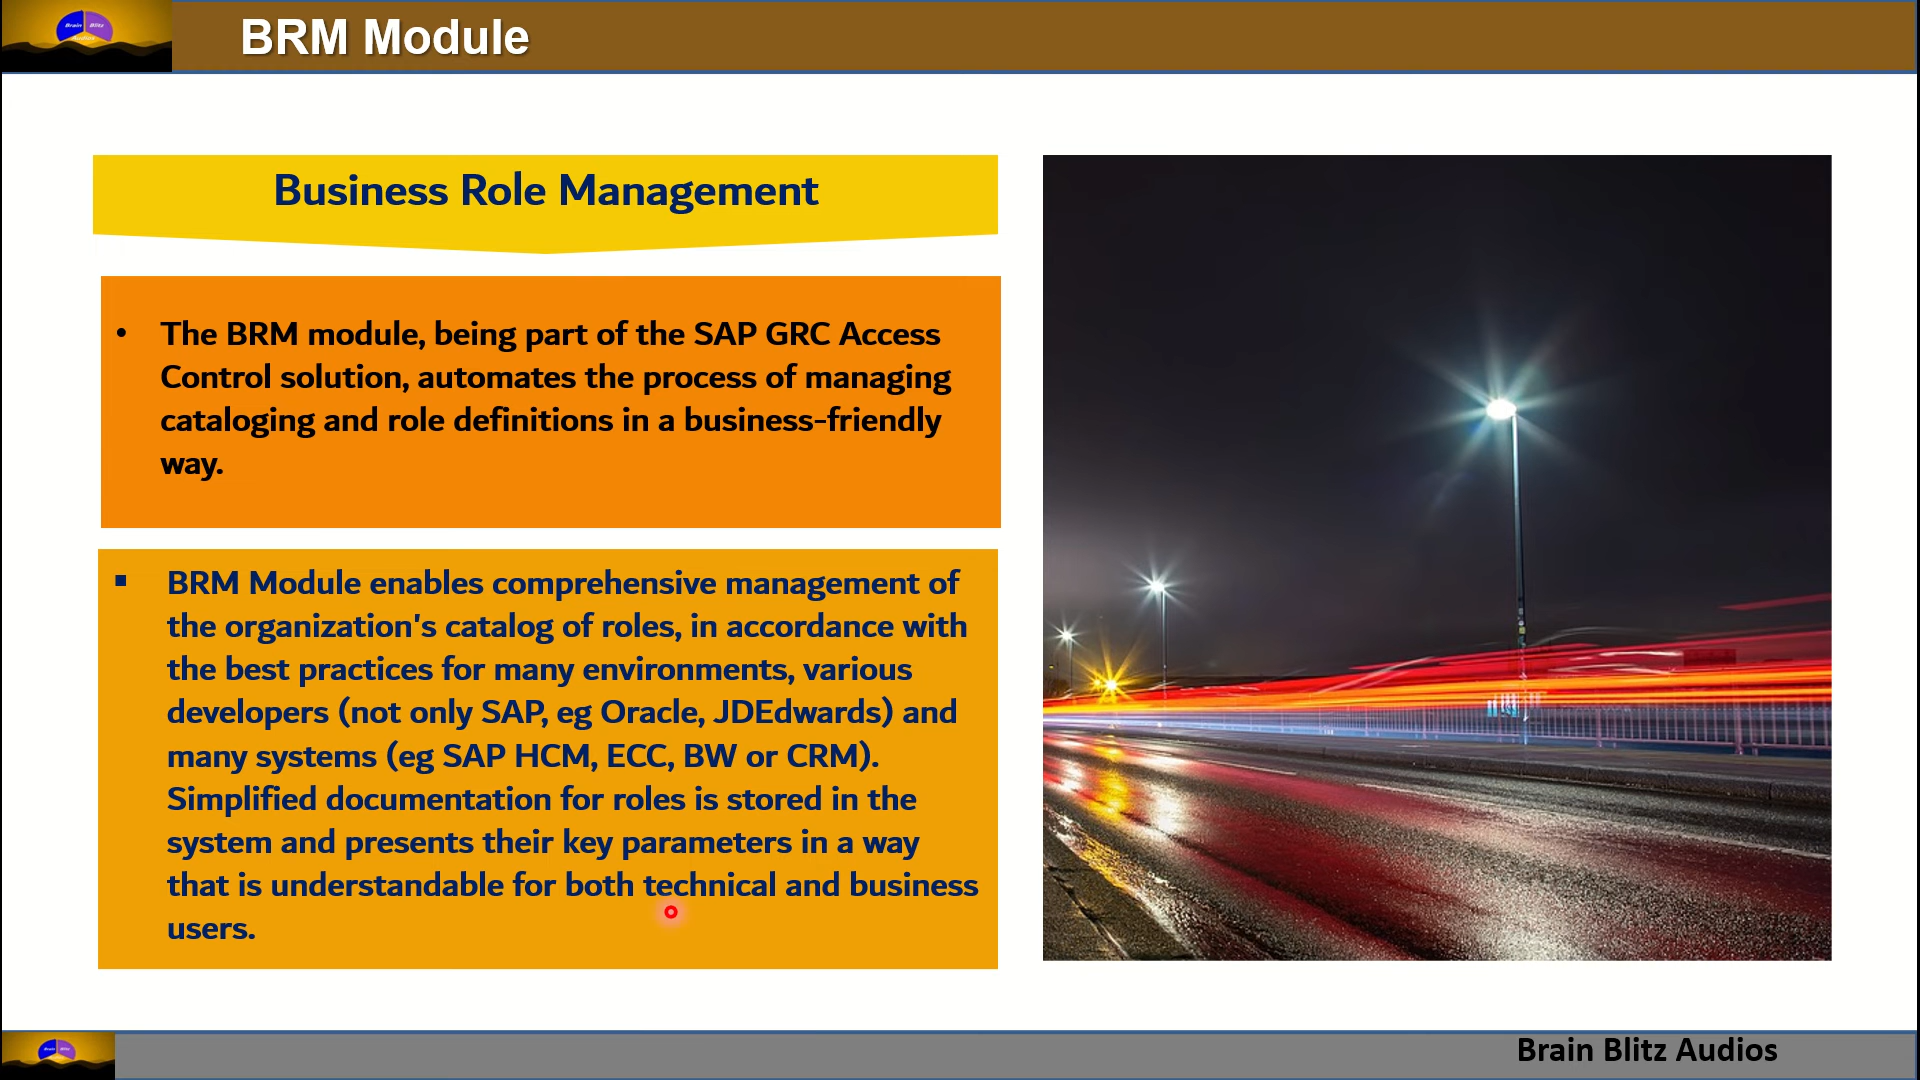 Brain Blitz
BRM Module
Business Role Management
• The BRM module, being part of the SAP GRC Access
Control solution, automates the process of managing
cataloging and role definitions in a business-friendly
way.
▪ BRM Module enables comprehensive management of
the organization's catalog of roles, in accordance with
the best practices for many environments, various
developers (not only SAP, eg Oracle, JDEdwards) and
many systems (eg SAP HCM, ECC, BW or CRM).
Simplified documentation for roles is stored in the
system and presents their key parameters in a way
that is understandable for both technical and business
users.
Brain Blitz
Brain Blitz Audios